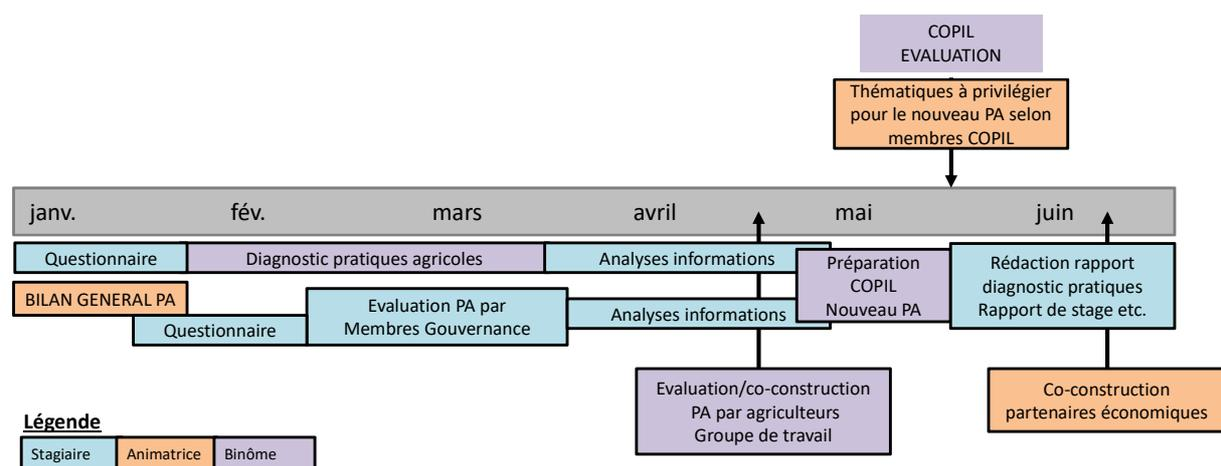 COPIL
EVALUATION
Thématiques à privilégier
pour le nouveau PA selon
membres COPIL
janv.
fév.
mars
avril
mai
juin
Questionnaire
Diagnostic pratiques agricoles
Analyses informations
Préparation
COPIL
Nouveau PA
Rédaction rapport
diagnostic pratiques
Rapport de stage etc.
BILAN GENERAL PA
Questionnaire
Evaluation PA par
Membres Gouvernance
Analyses informations
Evaluation/co-construction
PA par agriculteurs
Groupe de travail
Co-construction
partenaires économiques
Légende
Stagiaire
Animatrice
Binôme